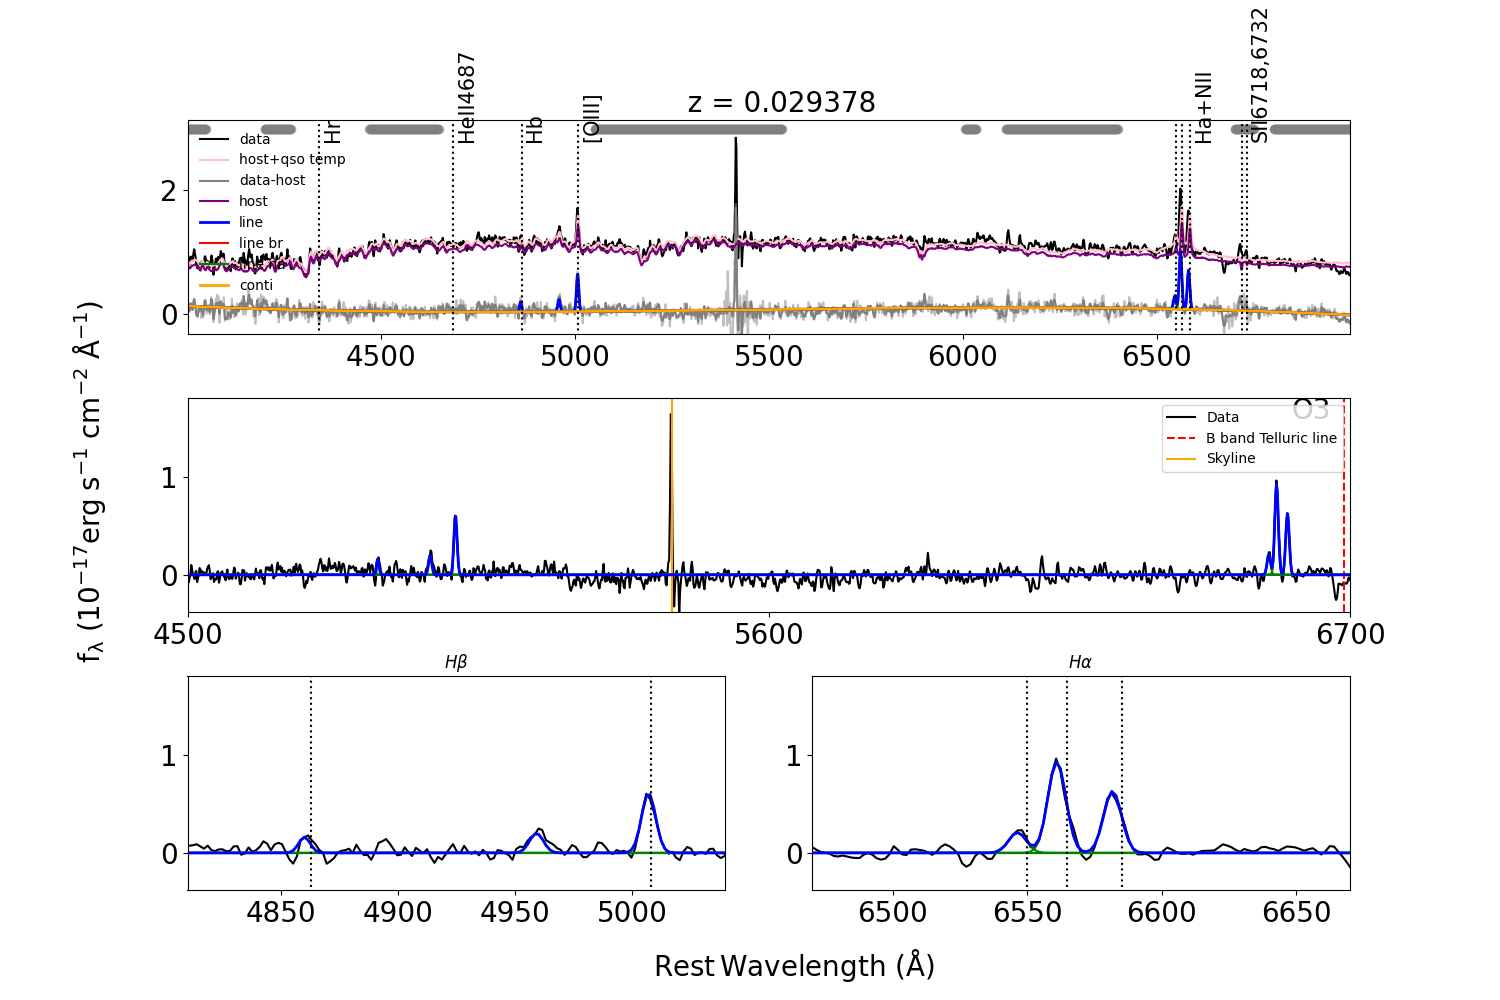 z = 0.029378
Hr
HeII4687
Hb
[OIII]
Ha+NII
SII6718,6732
data
host+qso temp
data-host
host
line
line br
conti
2
0
4500 5000 5500 6000 6500
O3
Data
B band Telluric line
Skyline
1
0
4500 5600 6700
fλ (10⁻¹⁷erg s⁻¹ cm⁻² Å⁻¹)
Hβ
1
0
4850 4900 4950 5000
Hα
1
0
6500 6550 6600 6650
Rest Wavelength (Å)